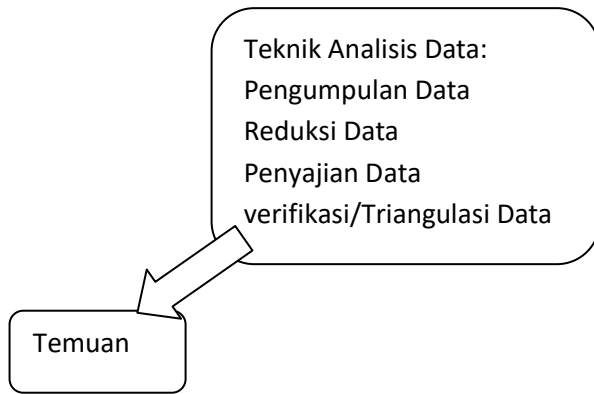 Teknik Analisis Data:
Pengumpulan Data
Reduksi Data
Penyajian Data
verifikasi/Triangulasi Data
Temuan